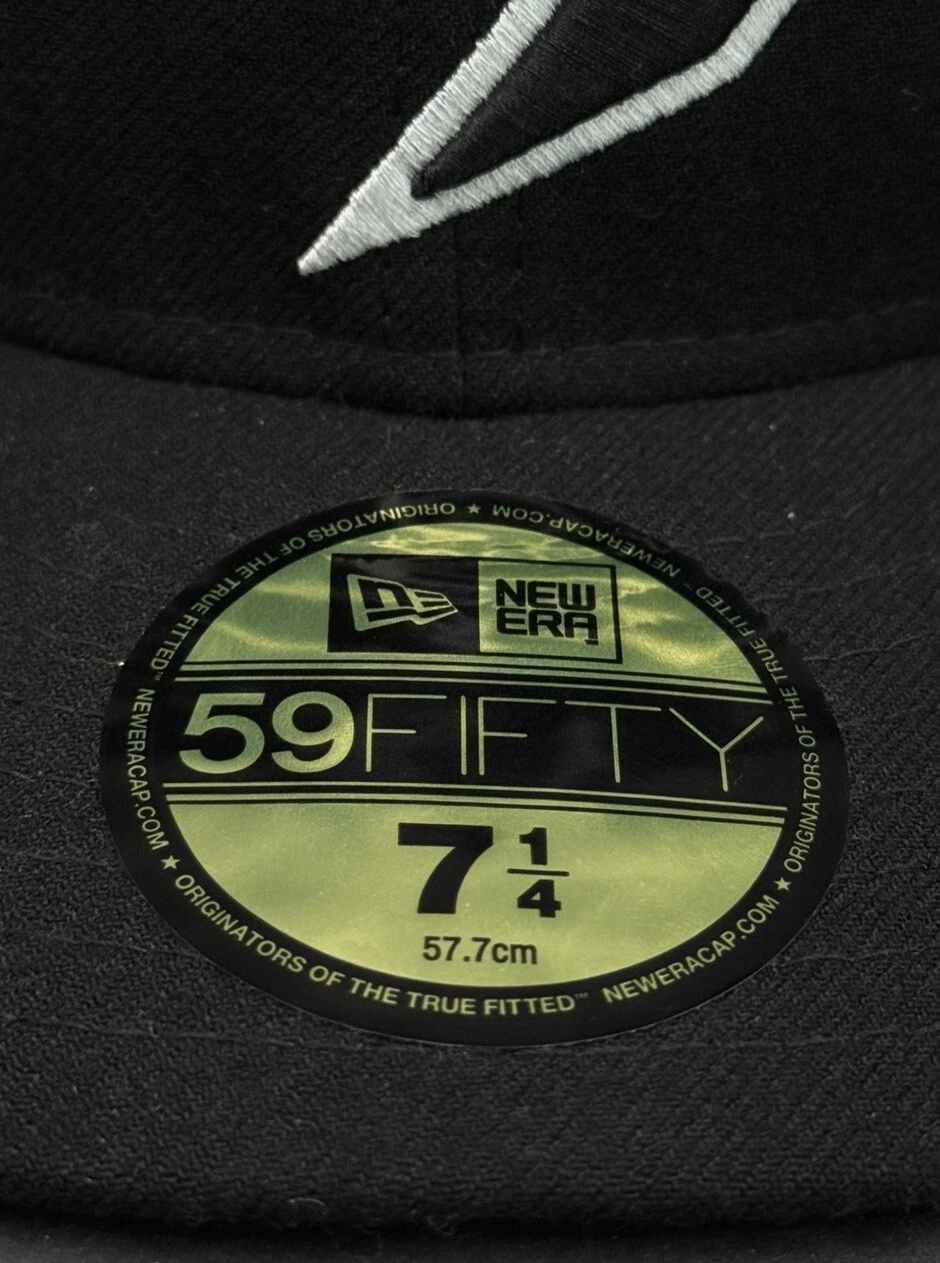 NEW
ERA
59FIFTY
7 1/4
57.7cm
ORIGINATORS OF THE TRUE FITTED™ NEWERACAP.COM ★ ORIGINATORS OF THE TRUE FITTED™ NEWERACAP.COM ★ ORIGINATORS OF THE TRUE FITTED™ NEWERACAP.COM ★